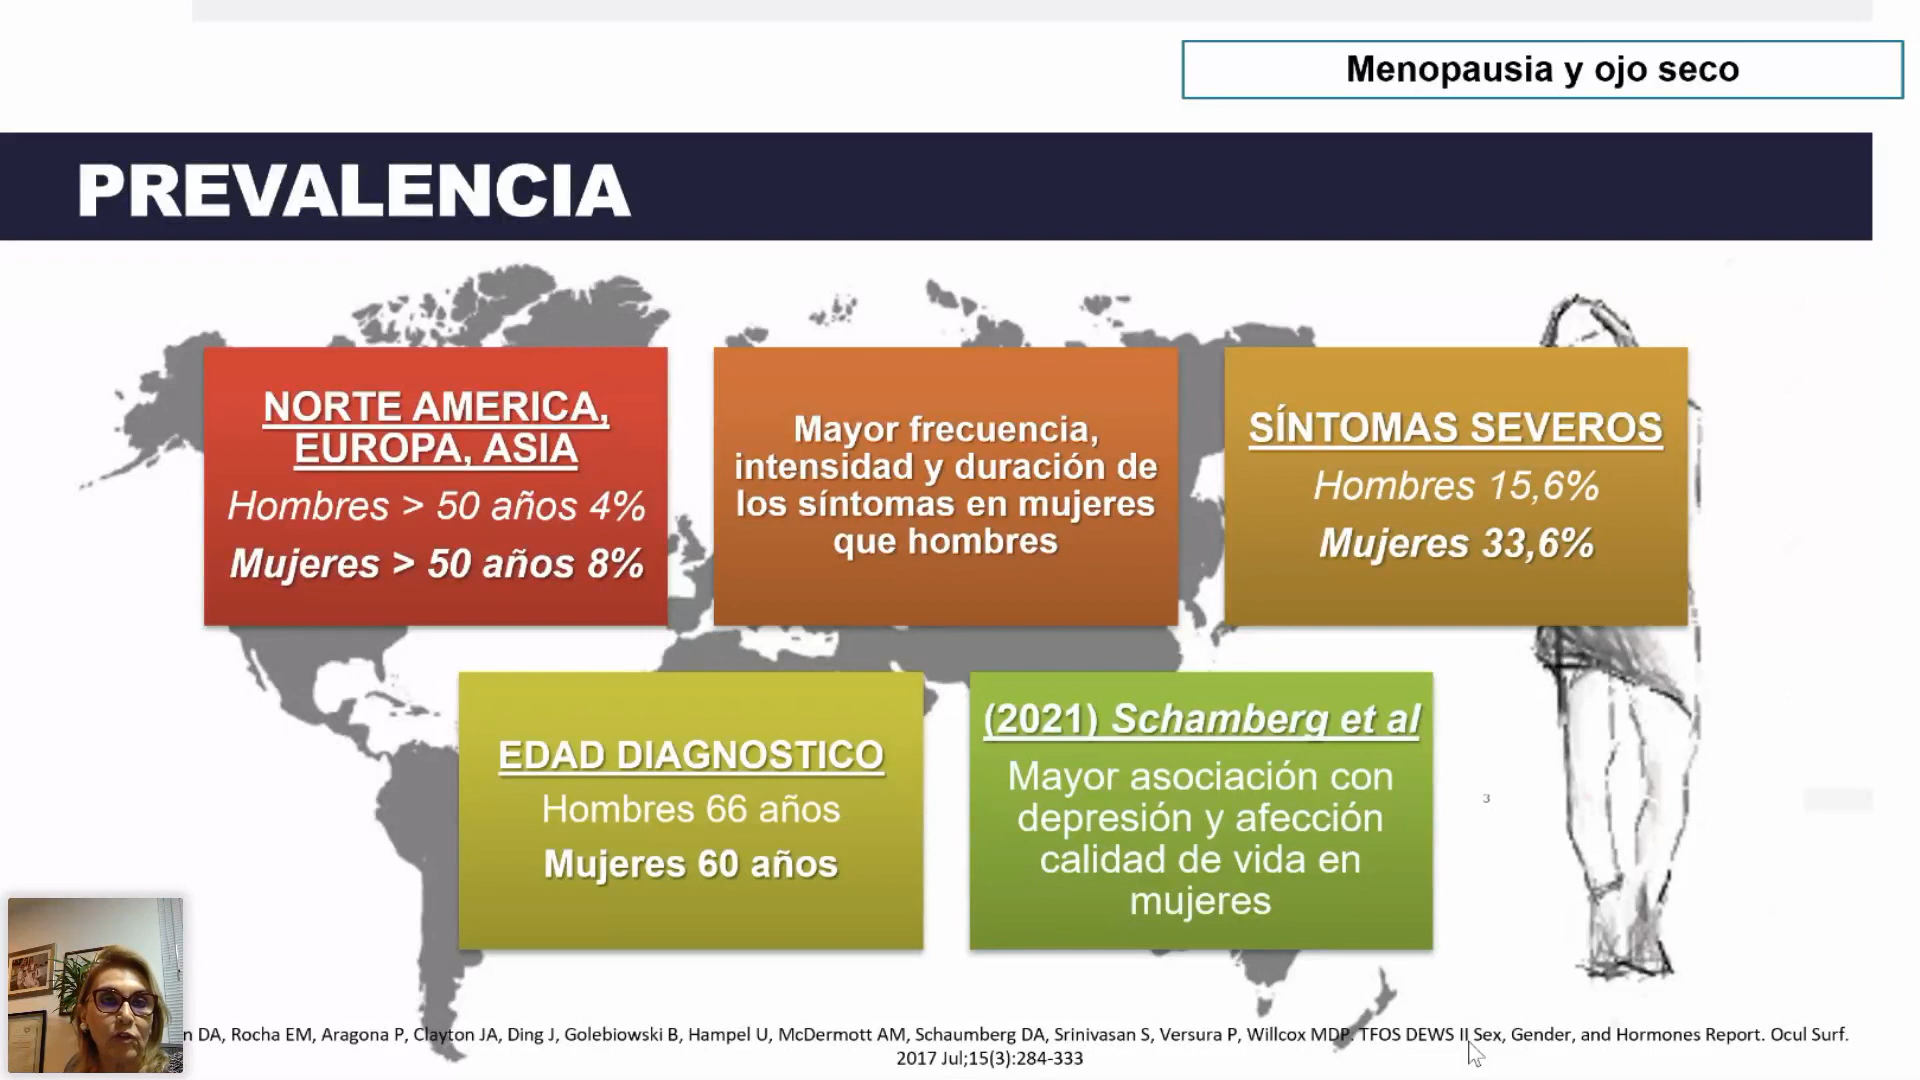 Menopausia y ojo seco
PREVALENCIA
NORTE AMERICA,
EUROPA, ASIA
Hombres > 50 años 4%
Mujeres > 50 años 8%
Mayor frecuencia,
intensidad y duración de
los síntomas en mujeres
que hombres
SÍNTOMAS SEVEROS
Hombres 15,6%
Mujeres 33,6%
EDAD DIAGNOSTICO
Hombres 66 años
Mujeres 60 años
(2021) Schamberg et al
Mayor asociación con
depresión y afección
calidad de vida en
mujeres
3
DA, Rocha EM, Aragona P, Clayton JA, Ding J, Golebiowski B, Hampel U, McDermott AM, Schaumberg DA, Srinivasan S, Versura P, Willcox MDP. TFOS DEWS II Sex, Gender, and Hormones Report. Ocul Surf.
2017 Jul;15(3):284-333